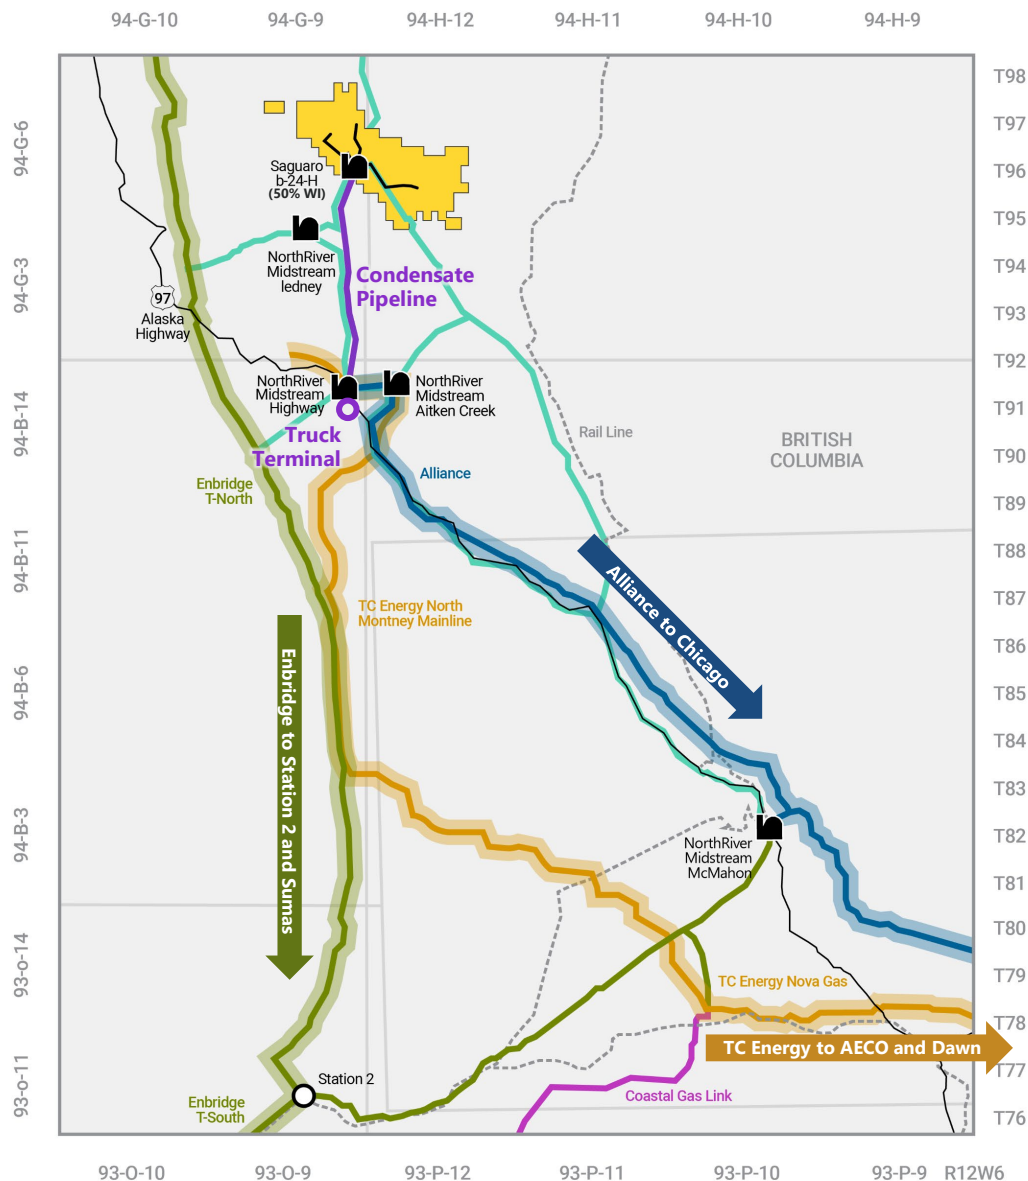 94-G-10
94-G-9
94-H-12
94-H-11
94-H-10
94-H-9
94-G-6
94-G-3
94-B-14
94-B-11
94-B-6
94-B-3
93-o-14
93-o-11
T98
T97
T96
T95
T94
T93
T92
T91
T90
T89
T88
T87
T86
T85
T84
T83
T82
T81
T80
T79
T78
T77
T76
Saguaro
b-24-H
(50% WI)
NorthRiver
Midstream
Jedney
Condensate
Pipeline
97
Alaska
Highway
NorthRiver
Midstream
Highway
NorthRiver
Midstream
Aitken Creek
Truck
Terminal
Rail Line
BRITISH
COLUMBIA
Enbridge
T-North
Alliance
TC Energy North
Montney Mainline
Alliance to Chicago
Enbridge to Station 2 and Sumas
NorthRiver
Midstream
McMahon
TC Energy Nova Gas
TC Energy to AECO and Dawn
Station 2
Enbridge
T-South
Coastal Gas Link
93-O-10
93-O-9
93-P-12
93-P-11
93-P-10
93-P-9
R12W6